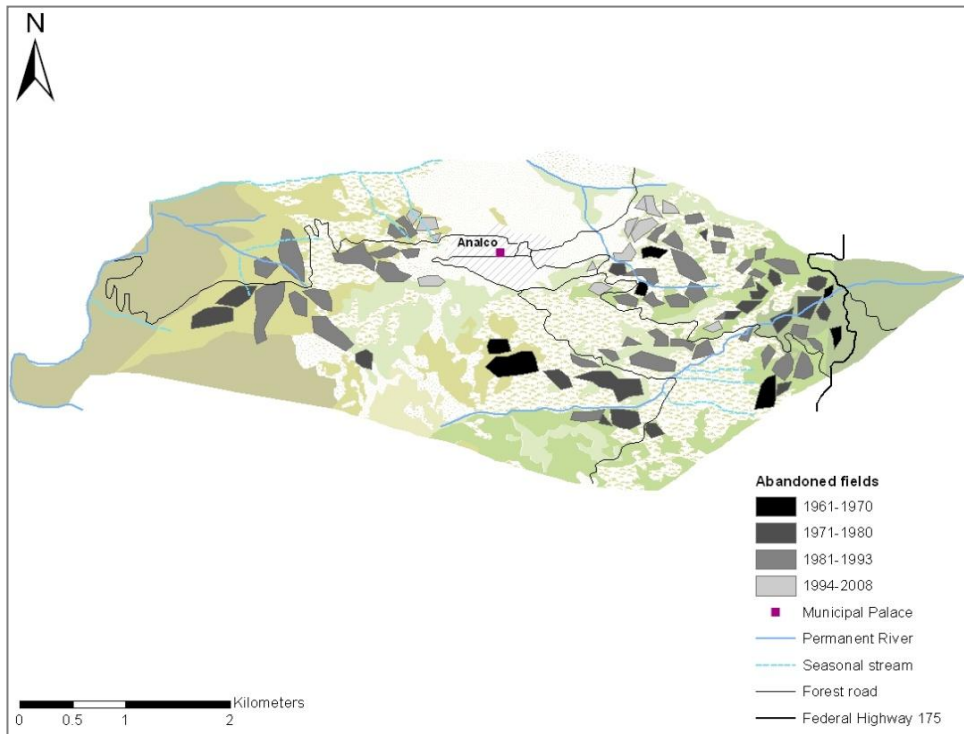 N
Analco
Abandoned fields
1961-1970
1971-1980
1981-1993
1994-2008
Municipal Palace
Permanent River
Seasonal stream
Forest road
Federal Highway 175
Kilometers
0 0.5 1 2